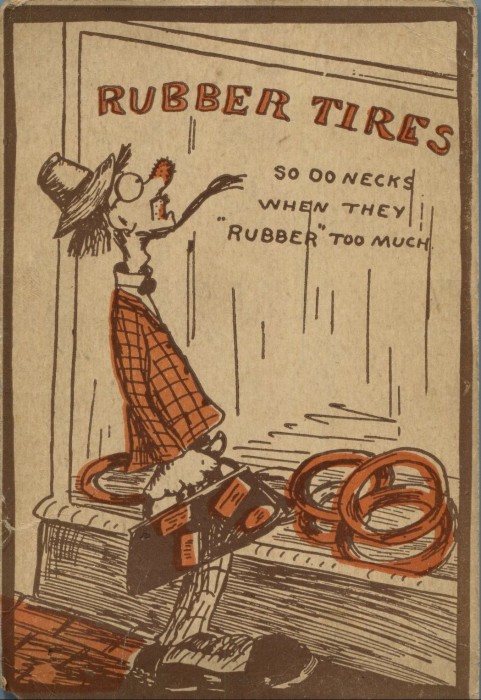 RUBBER TIRES
SO DO NECKS
WHEN THEY
"RUBBER" TOO MUCH.